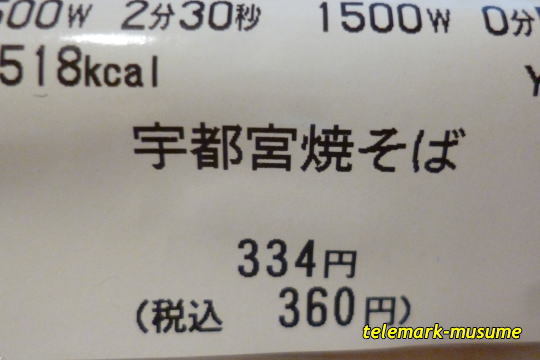 500W 2分30秒 1500W 0分
518kcal
宇都宮焼そば
334円
(税込 360円)
telemark-musume